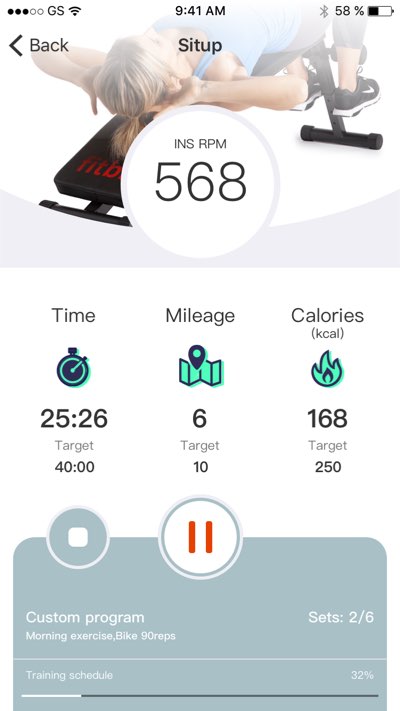 GS 9:41 AM 58 %
Back Situp
INS RPM
568
Time Mileage Calories
(kcal)
25:26 6 168
Target Target Target
40:00 10 250
Custom program Sets: 2/6
Morning exercise,Bike 90reps
Training schedule 32%